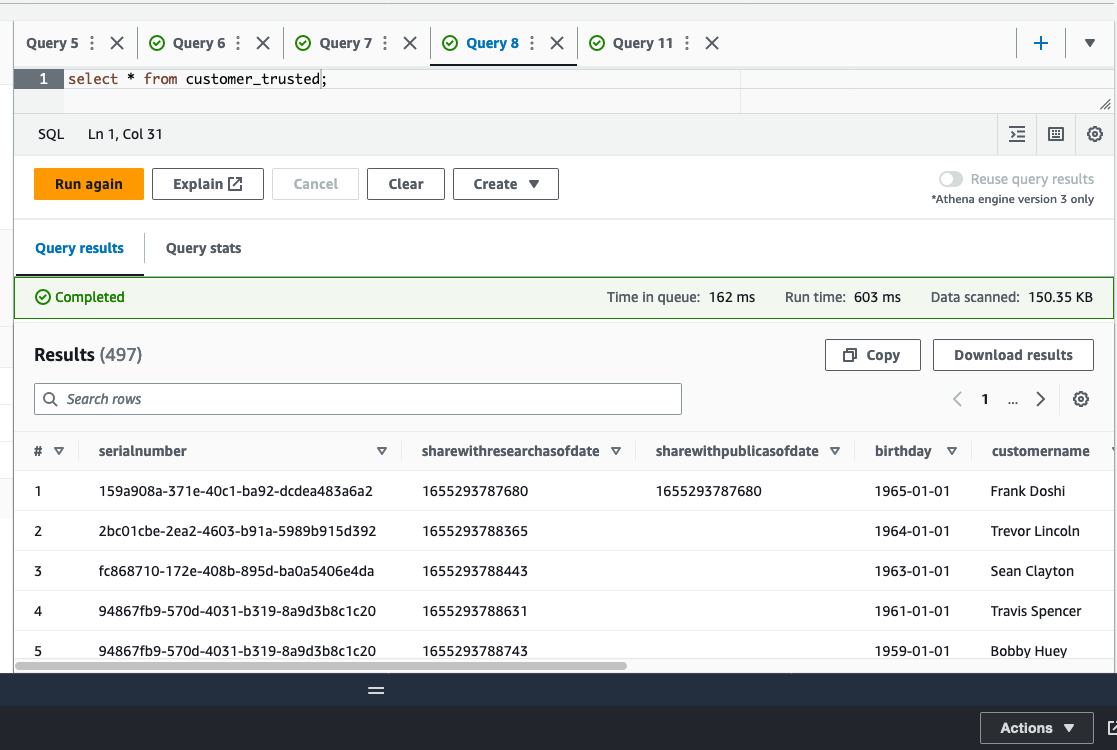 Query 5 Query 6 Query 7 Query 8 Query 11
1 select * from customer_trusted;
SQL Ln 1, Col 31
Run again Explain Cancel Clear Create Reuse query results
*Athena engine version 3 only
Query results Query stats
Completed Time in queue: 162 ms Run time: 603 ms Data scanned: 150.35 KB
Results (497) Copy Download results
Search rows 1 ...
# serialnumber sharewithresearchasofdate sharewithpublicasofdate birthday customername
1 159a908a-371e-40c1-ba92-dcdea483a6a2 1655293787680 1655293787680 1965-01-01 Frank Doshi
2 2bc01cbe-2ea2-4603-b91a-5989b915d392 1655293788365 1964-01-01 Trevor Lincoln
3 fc868710-172e-408b-895d-ba0a5406e4da 1655293788443 1963-01-01 Sean Clayton
4 94867fb9-570d-4031-b319-8a9d3b8c1c20 1655293788631 1961-01-01 Travis Spencer
5 94867fb9-570d-4031-b319-8a9d3b8c1c20 1655293788743 1959-01-01 Bobby Huey
Actions